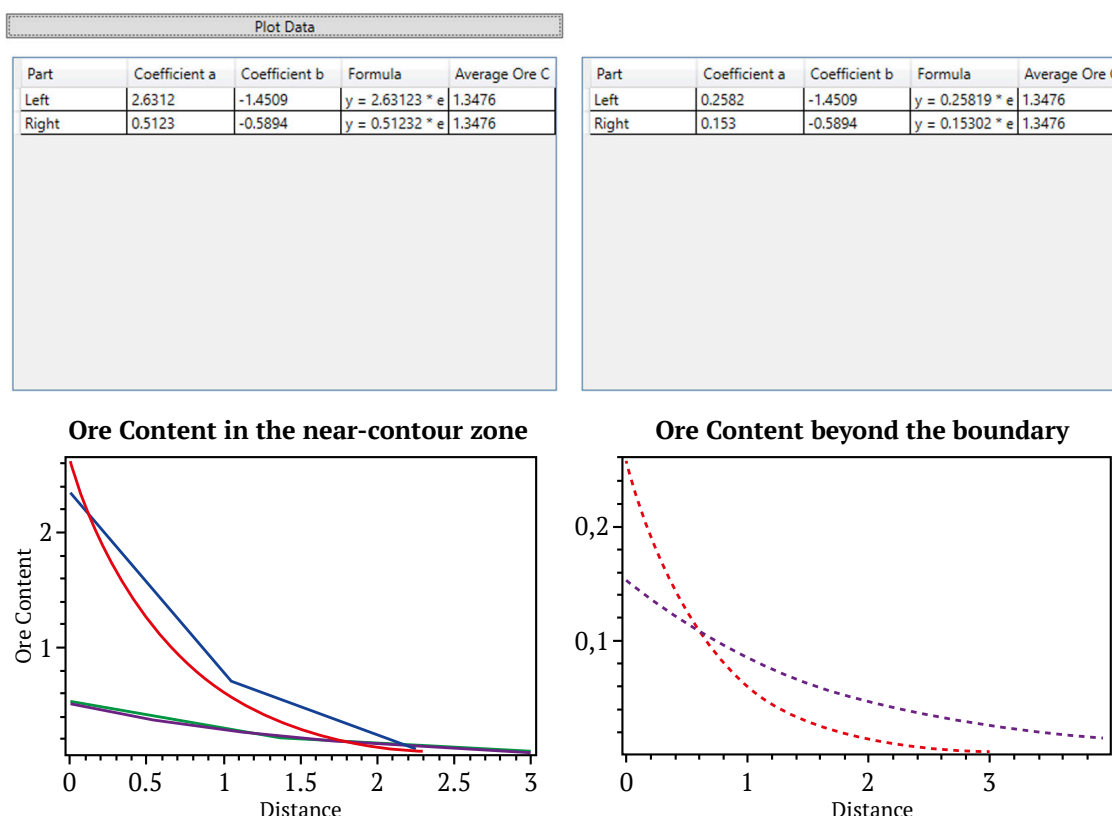 Plot Data
Part Coefficient a Coefficient b Formula Average Ore C
Left 2.6312 -1.4509 y = 2.63123 * e 1.3476
Right 0.5123 -0.5894 y = 0.51232 * e 1.3476
Part Coefficient a Coefficient b Formula Average Ore
Left 0.2582 -1.4509 y = 0.25819 * e 1.3476
Right 0.153 -0.5894 y = 0.15302 * e 1.3476
Ore Content in the near-contour zone
Ore Content
2
1
0 0.5 1 1.5 2 2.5 3
Distance
Ore Content beyond the boundary
0,2
0,1
0 1 2 3
Distance